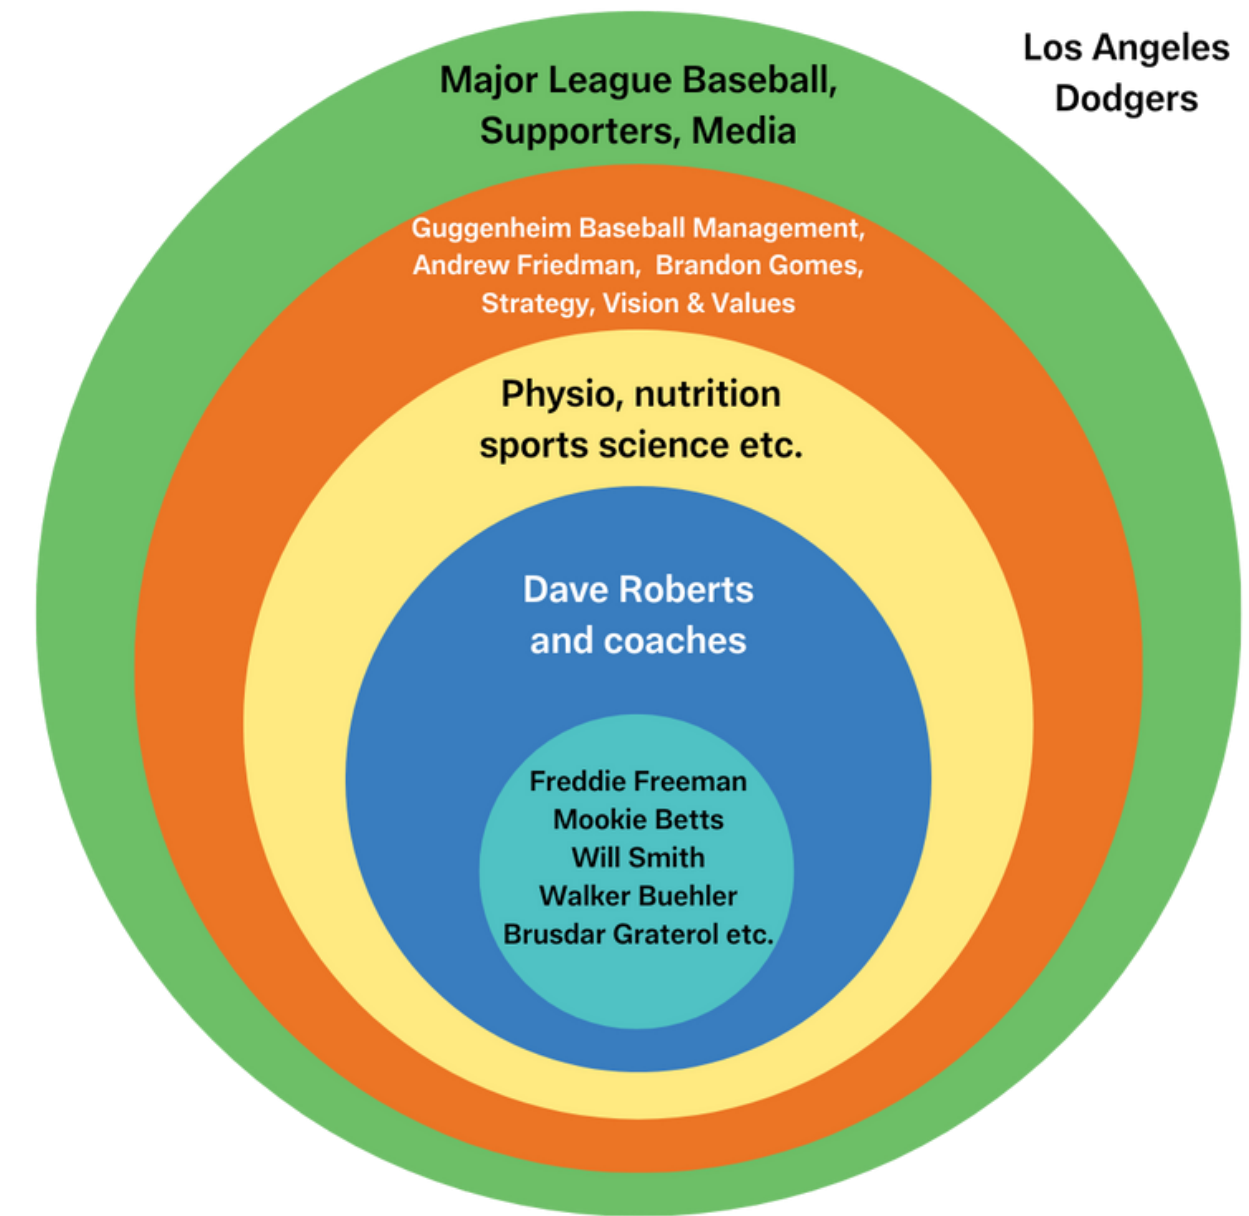 Los Angeles
Dodgers
Major League Baseball,
Supporters, Media
Guggenheim Baseball Management,
Andrew Friedman, Brandon Gomes,
Strategy, Vision & Values
Physio, nutrition
sports science etc.
Dave Roberts
and coaches
Freddie Freeman
Mookie Betts
Will Smith
Walker Buehler
Brusdar Graterol etc.